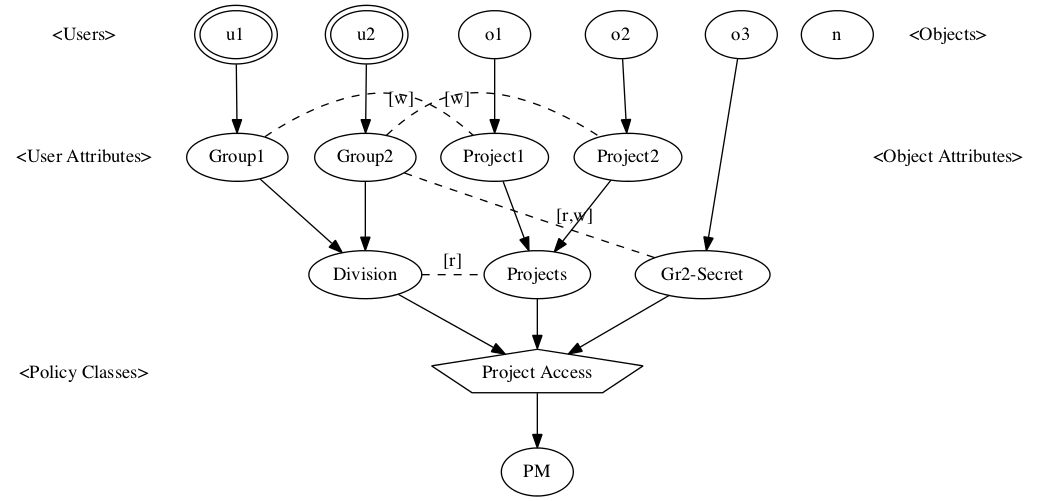 <Users>
u1
u2
o1
o2
o3
n
<Objects>
[w]
[w]
<User Attributes>
Group1
Group2
Project1
Project2
<Object Attributes>
[r,w]
[r]
Division
Projects
Gr2-Secret
<Policy Classes>
Project Access
PM